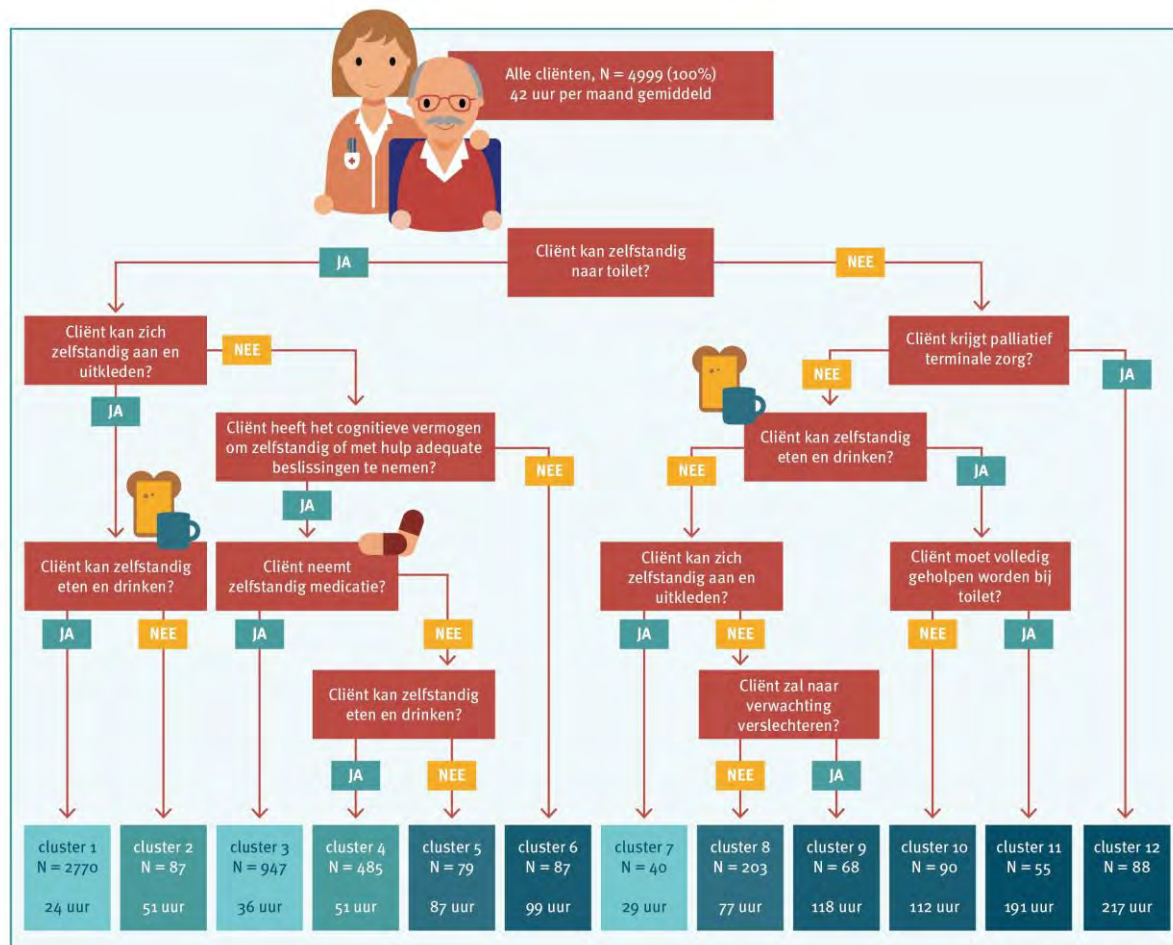 Alle cliënten, N = 4999 (100%)
42 uur per maand gemiddeld
Cliënt kan zelfstandig
naar toilet?
JA
NEE
Cliënt kan zich
zelfstandig aan en
uitkleden?
NEE
JA
Cliënt krijgt palliatief
terminale zorg?
NEE
JA
Cliënt heeft het cognitieve vermogen
om zelfstandig of met hulp adequate
beslissingen te nemen?
JA
NEE
Cliënt kan zelfstandig
eten en drinken?
NEE
JA
Cliënt kan zelfstandig
eten en drinken?
JA
NEE
Cliënt neemt
zelfstandig medicatie?
JA
NEE
Cliënt kan zich
zelfstandig aan en
uitkleden?
JA
NEE
Cliënt moet volledig
geholpen worden bij
toilet?
NEE
JA
Cliënt kan zelfstandig
eten en drinken?
JA
NEE
Cliënt zal naar
verwachting
verslechteren?
NEE
JA
cluster 1
N = 2770
24 uur
cluster 2
N = 87
51 uur
cluster 3
N = 947
36 uur
cluster 4
N = 485
51 uur
cluster 5
N = 79
87 uur
cluster 6
N = 87
99 uur
cluster 7
N = 40
29 uur
cluster 8
N = 203
77 uur
cluster 9
N = 68
118 uur
cluster 10
N = 90
112 uur
cluster 11
N = 55
191 uur
cluster 12
N = 88
217 uur